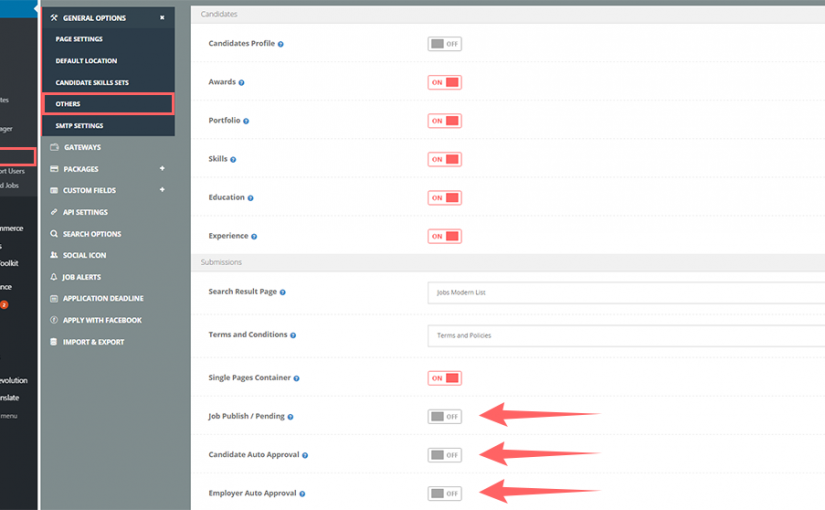 tes
ager
ort Users
d Jobs
mmerce
s
Toolkit
nce
2
evolution
nslate
menu
GENERAL OPTIONS
PAGE SETTINGS
DEFAULT LOCATION
CANDIDATE SKILLS SETS
OTHERS
SMTP SETTINGS
GATEWAYS
PACKAGES +
CUSTOM FIELDS +
API SETTINGS
SEARCH OPTIONS
SOCIAL ICON
JOB ALERTS
APPLICATION DEADLINE
APPLY WITH FACEBOOK
IMPORT & EXPORT
Candidates
Candidates Profile ? OFF
Awards ? ON
Portfolio ? ON
Skills ? ON
Education ? ON
Experience ? ON
Submissions
Search Result Page ? Jobs Modern List
Terms and Conditions ? Terms and Policies
Single Pages Container ? ON
Job Publish / Pending ? OFF
Candidate Auto Approval ? OFF
Employer Auto Approval ? OFF